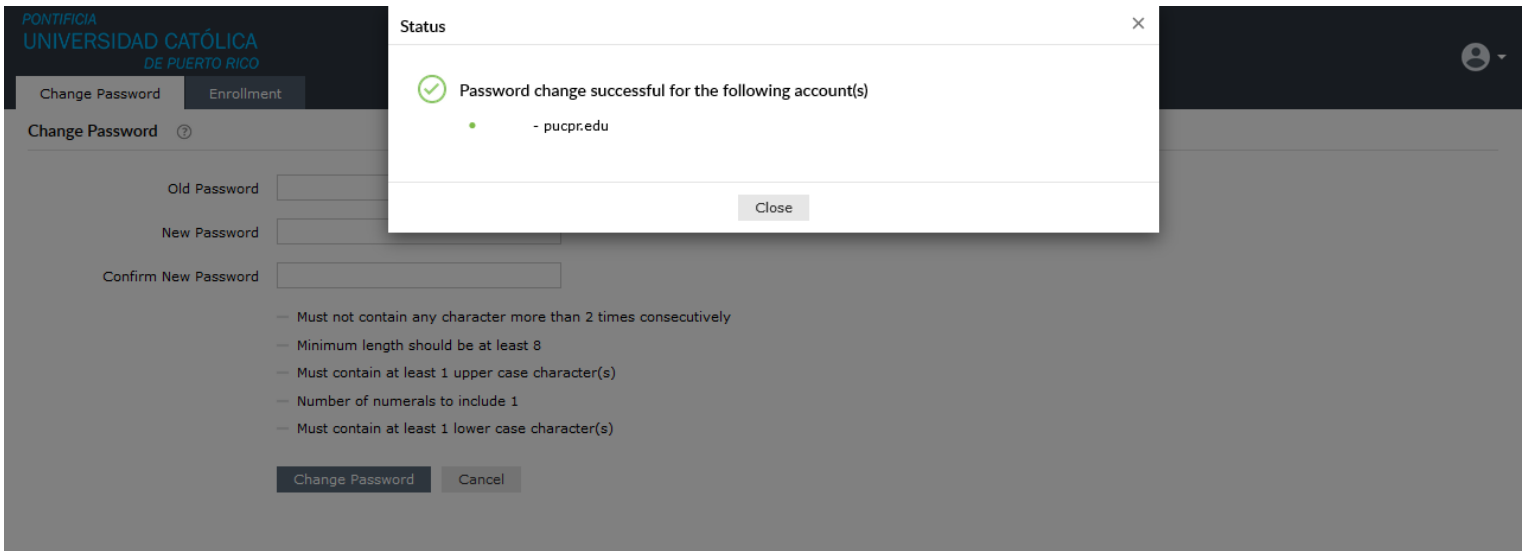 PONTIFICIA
UNIVERSIDAD CATÓLICA
DE PUERTO RICO
Change Password
Enrollment
Status
Password change successful for the following account(s)
- pucpr.edu
Close
Change Password
Old Password
New Password
Confirm New Password
Must not contain any character more than 2 times consecutively
Minimum length should be at least 8
Must contain at least 1 upper case character(s)
Number of numerals to include 1
Must contain at least 1 lower case character(s)
Change Password
Cancel